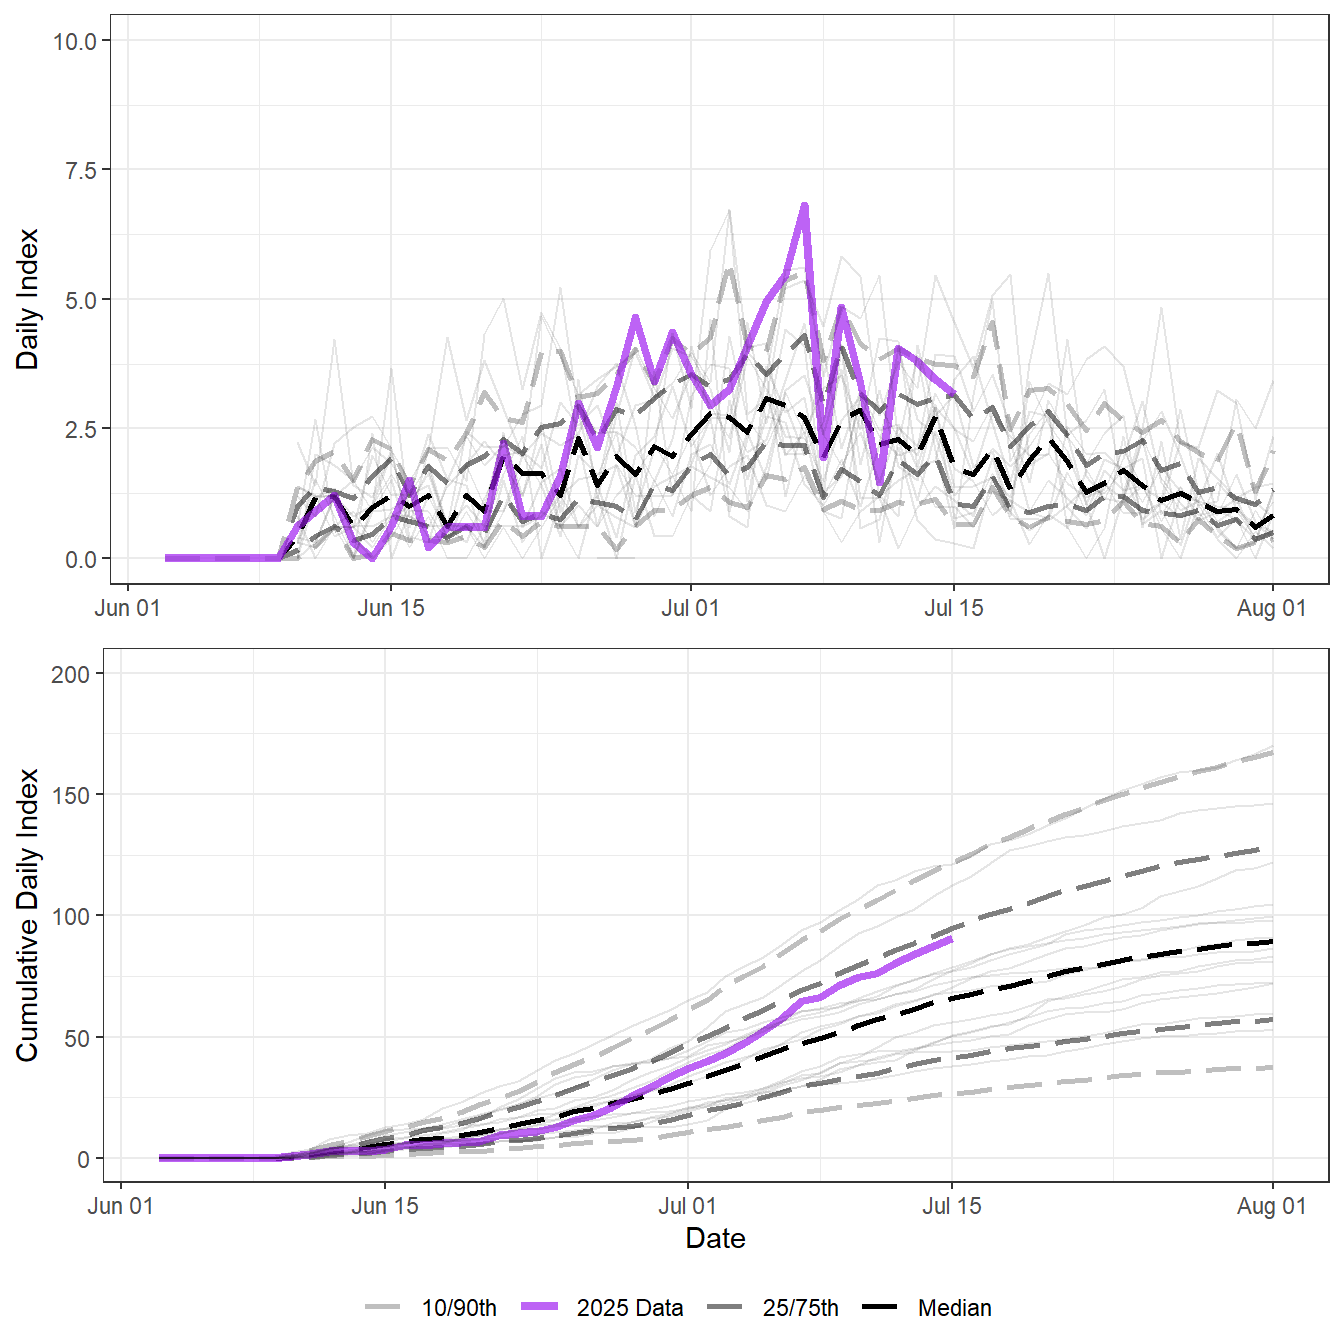 10.0
7.5
5.0
2.5
0.0
Daily Index
Jun 01 Jun 15 Jul 01 Jul 15 Aug 01
200
150
100
50
0
Cumulative Daily Index
Jun 01 Jun 15 Jul 01 Jul 15 Aug 01
Date
10/90th 2025 Data 25/75th Median